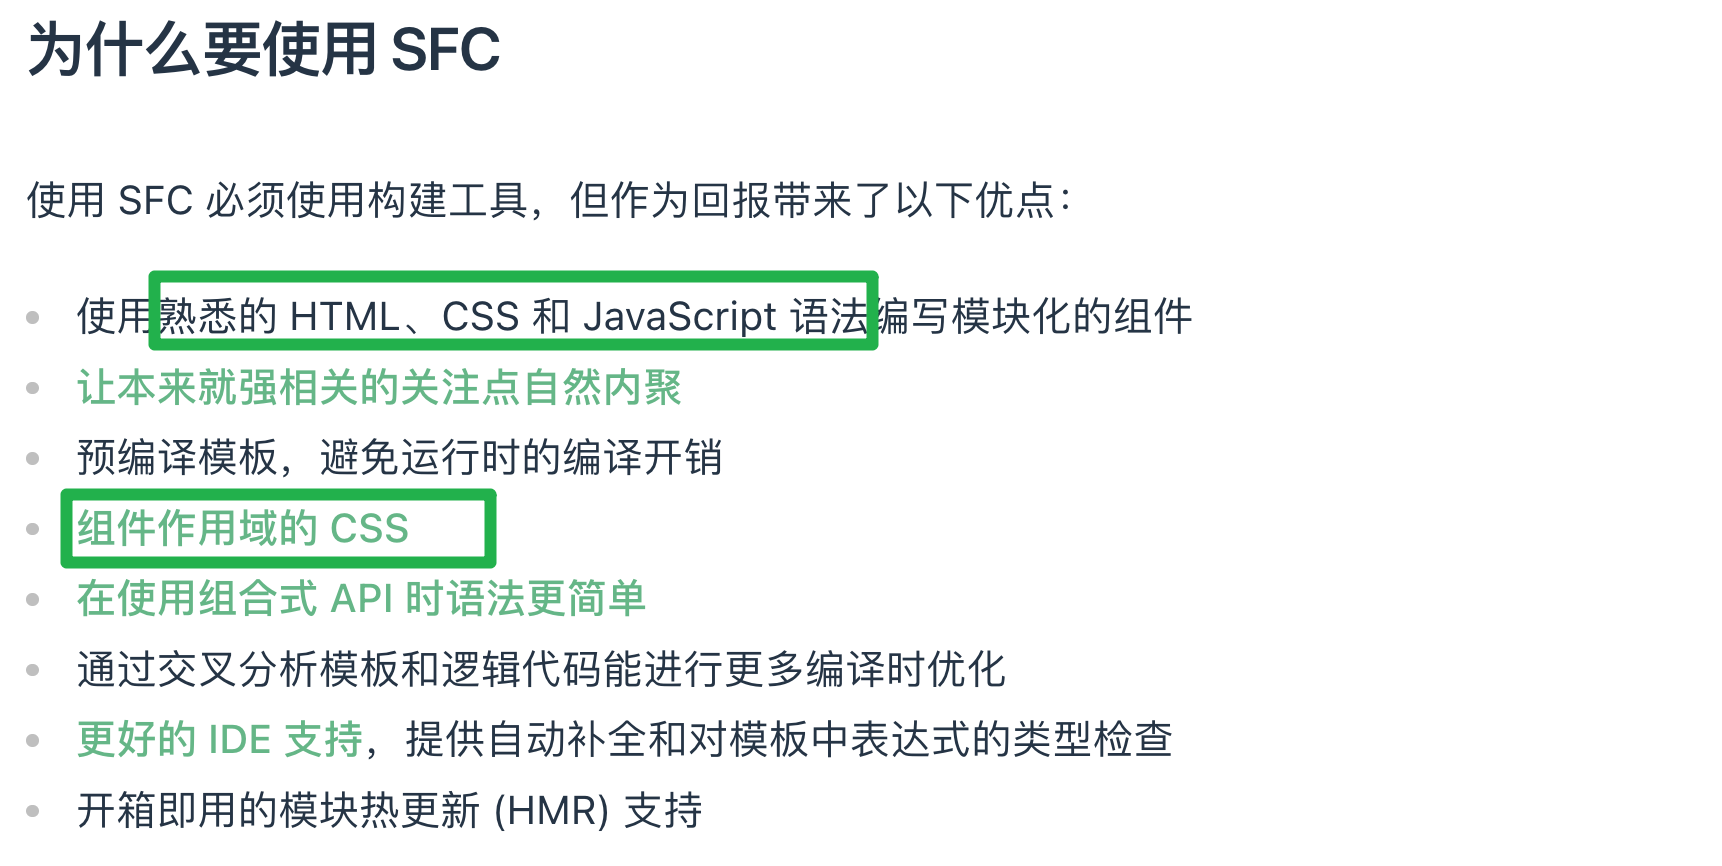 为什么要使用 SFC
使用 SFC 必须使用构建工具，但作为回报带来了以下优点：
使用熟悉的 HTML、CSS 和 JavaScript 语法编写模块化的组件
让本来就强相关的关注点自然内聚
预编译模板，避免运行时的编译开销
组件作用域的 CSS
在使用组合式 API 时语法更简单
通过交叉分析模板和逻辑代码能进行更多编译时优化
更好的 IDE 支持，提供自动补全和对模板中表达式的类型检查
开箱即用的模块热更新 (HMR) 支持